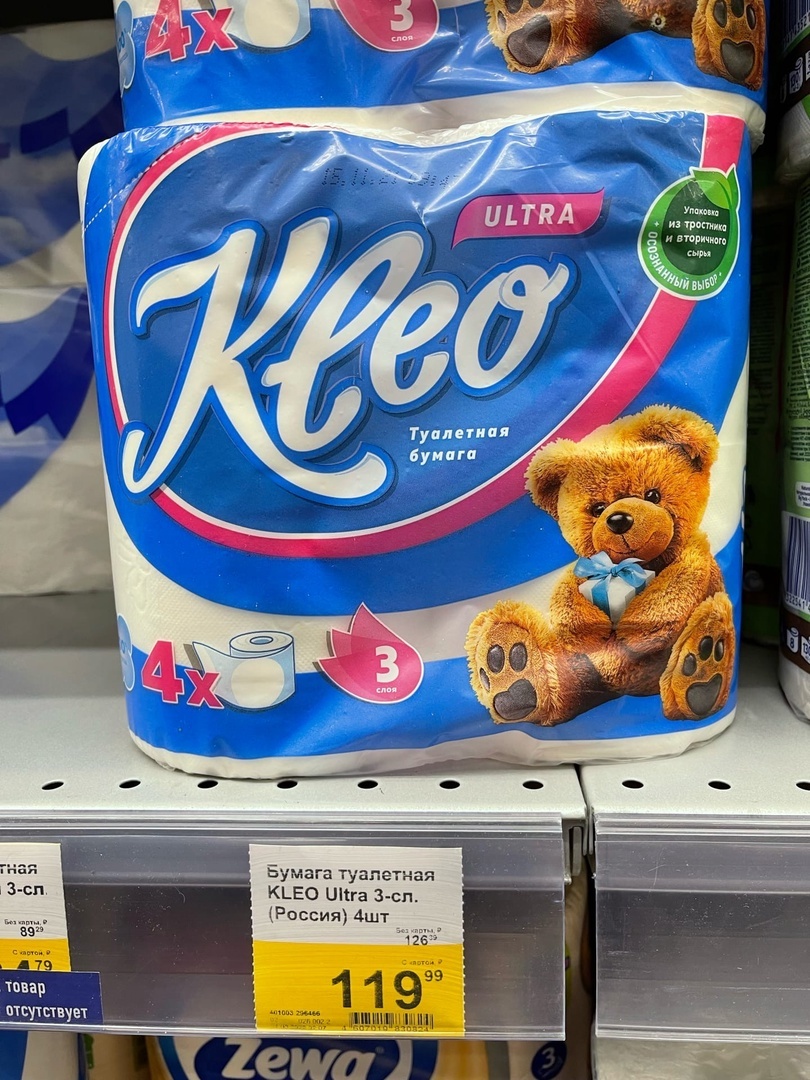 4x
3
слоя
ULTRA
Kleo
Туалетная
бумага
Упаковка
из тростника
и вторичного
сырья
• ОСОЗНАННЫЙ ВЫБОР •
4x
3
слоя
тная
3-сл.
Без карты, ₽
89 29
С картой, ₽
79
товар
отсутствует
Бумага туалетная
KLEO Ultra 3-сл.
(Россия) 4шт
Без карты, ₽
126
С картой, ₽
119 99
Zewa
3